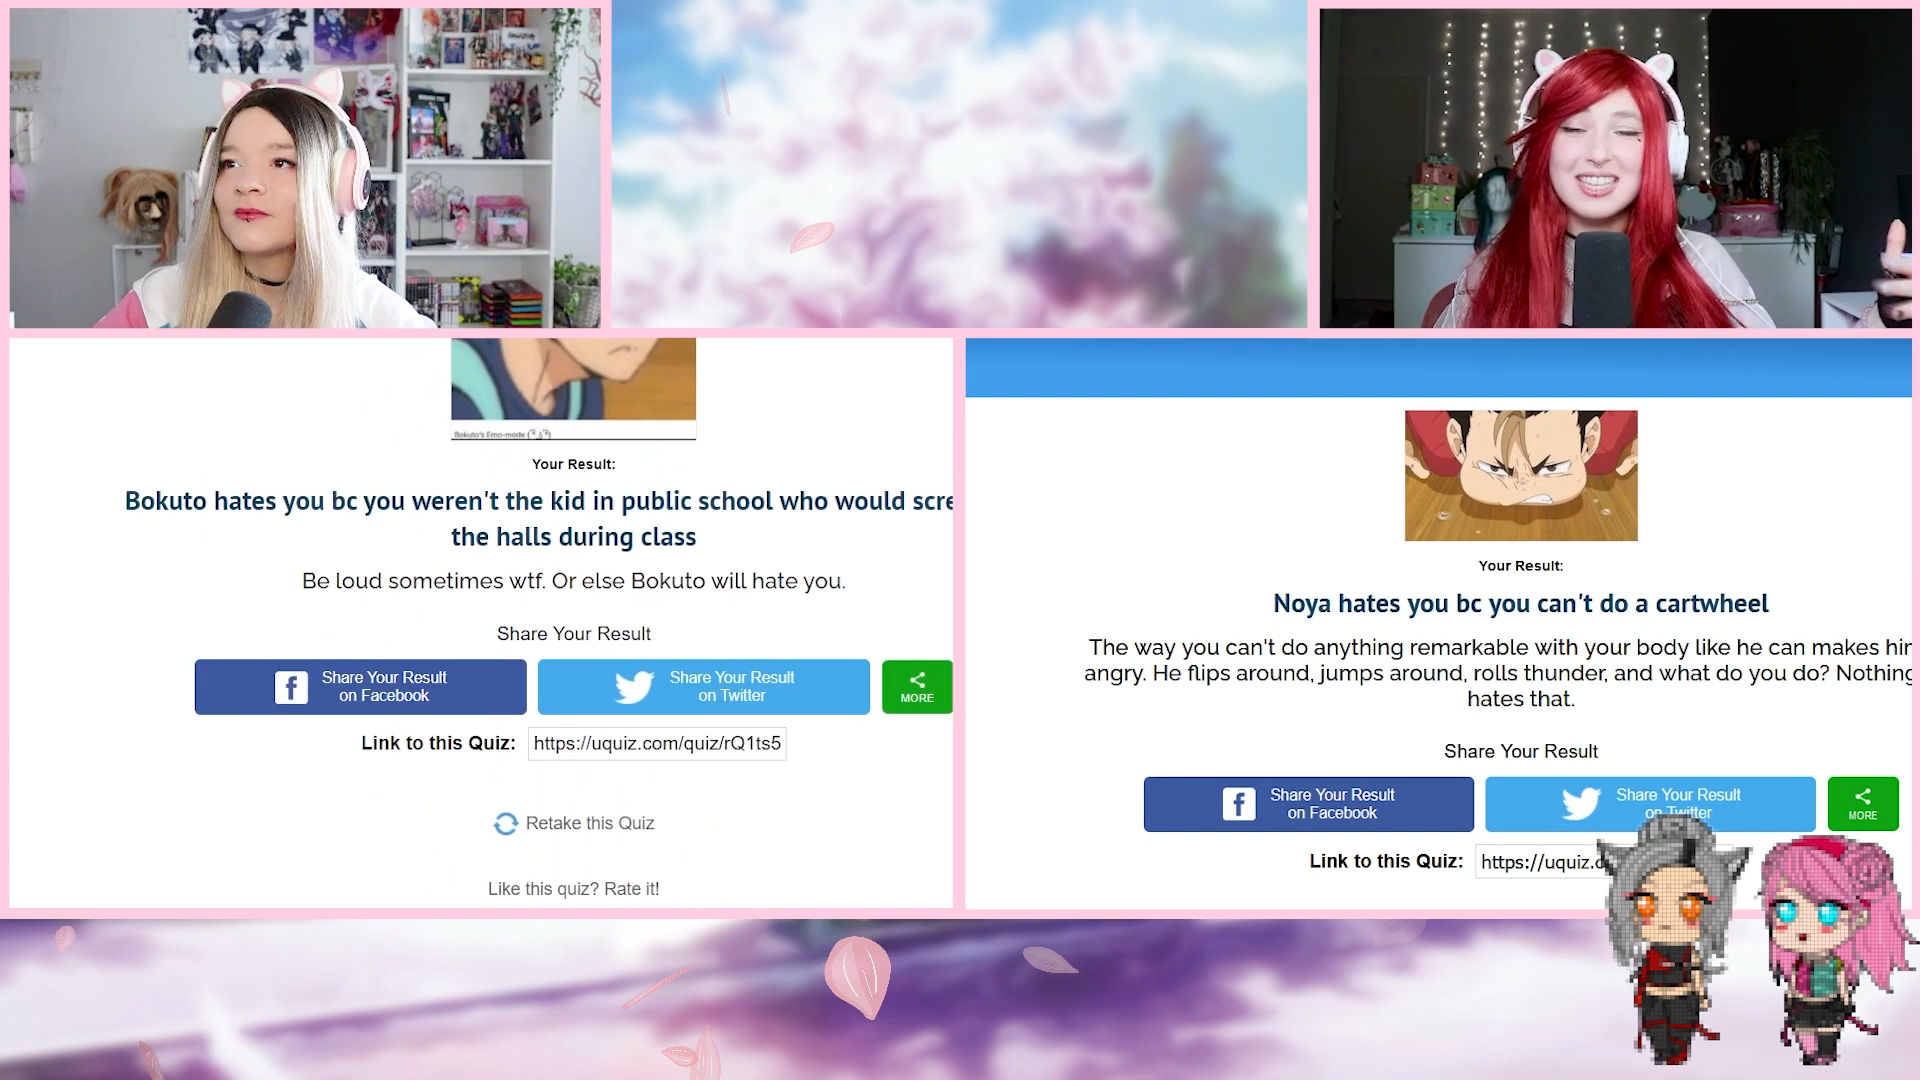 Bokuto's Emo-mode
Your Result:
Bokuto hates you bc you weren't the kid in public school who would scre
the halls during class
Be loud sometimes wtf. Or else Bokuto will hate you.
Share Your Result
Share Your Result
on Facebook
Share Your Result
on Twitter
MORE
Link to this Quiz: https://uquiz.com/quiz/rQ1ts5
Retake this Quiz
Like this quiz? Rate it!
Your Result:
Noya hates you bc you can't do a cartwheel
The way you can't do anything remarkable with your body like he can makes hi
angry. He flips around, jumps around, rolls thunder, and what do you do? Nothing
hates that.
Share Your Result
Share Your Result
on Facebook
Share Your Result
on Twitter
MORE
Link to this Quiz: https://uquiz.c